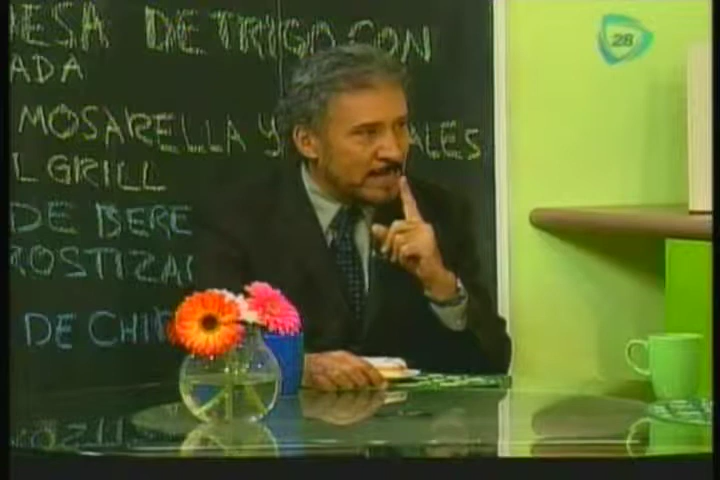 ESA DE TRIGO CON
ADA
MOSARELLA Y ALES
L GRILL
DE BERE
ROSTIZA
DE CHI
28